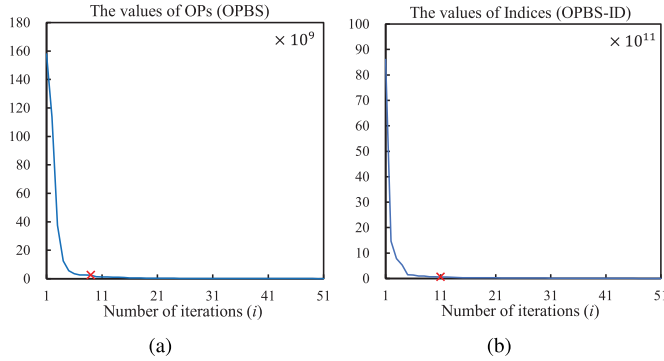 The values of OPs (OPBS)
× 10⁹
180
160
140
120
100
80
60
40
20
0
1 11 21 31 41 51
Number of iterations (i)
(a)
The values of Indices (OPBS-ID)
× 10¹¹
100
90
80
70
60
50
40
30
20
10
0
1 11 21 31 41 51
Number of iterations (i)
(b)